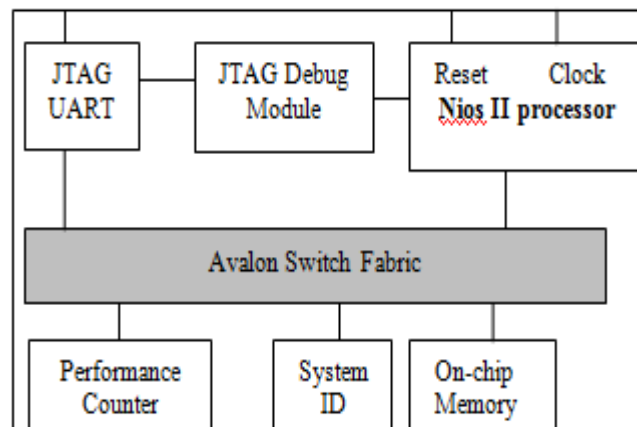 JTAG
UART
JTAG Debug
Module
Reset Clock
Nios II processor
Avalon Switch Fabric
Performance
Counter
System
ID
On-chip
Memory